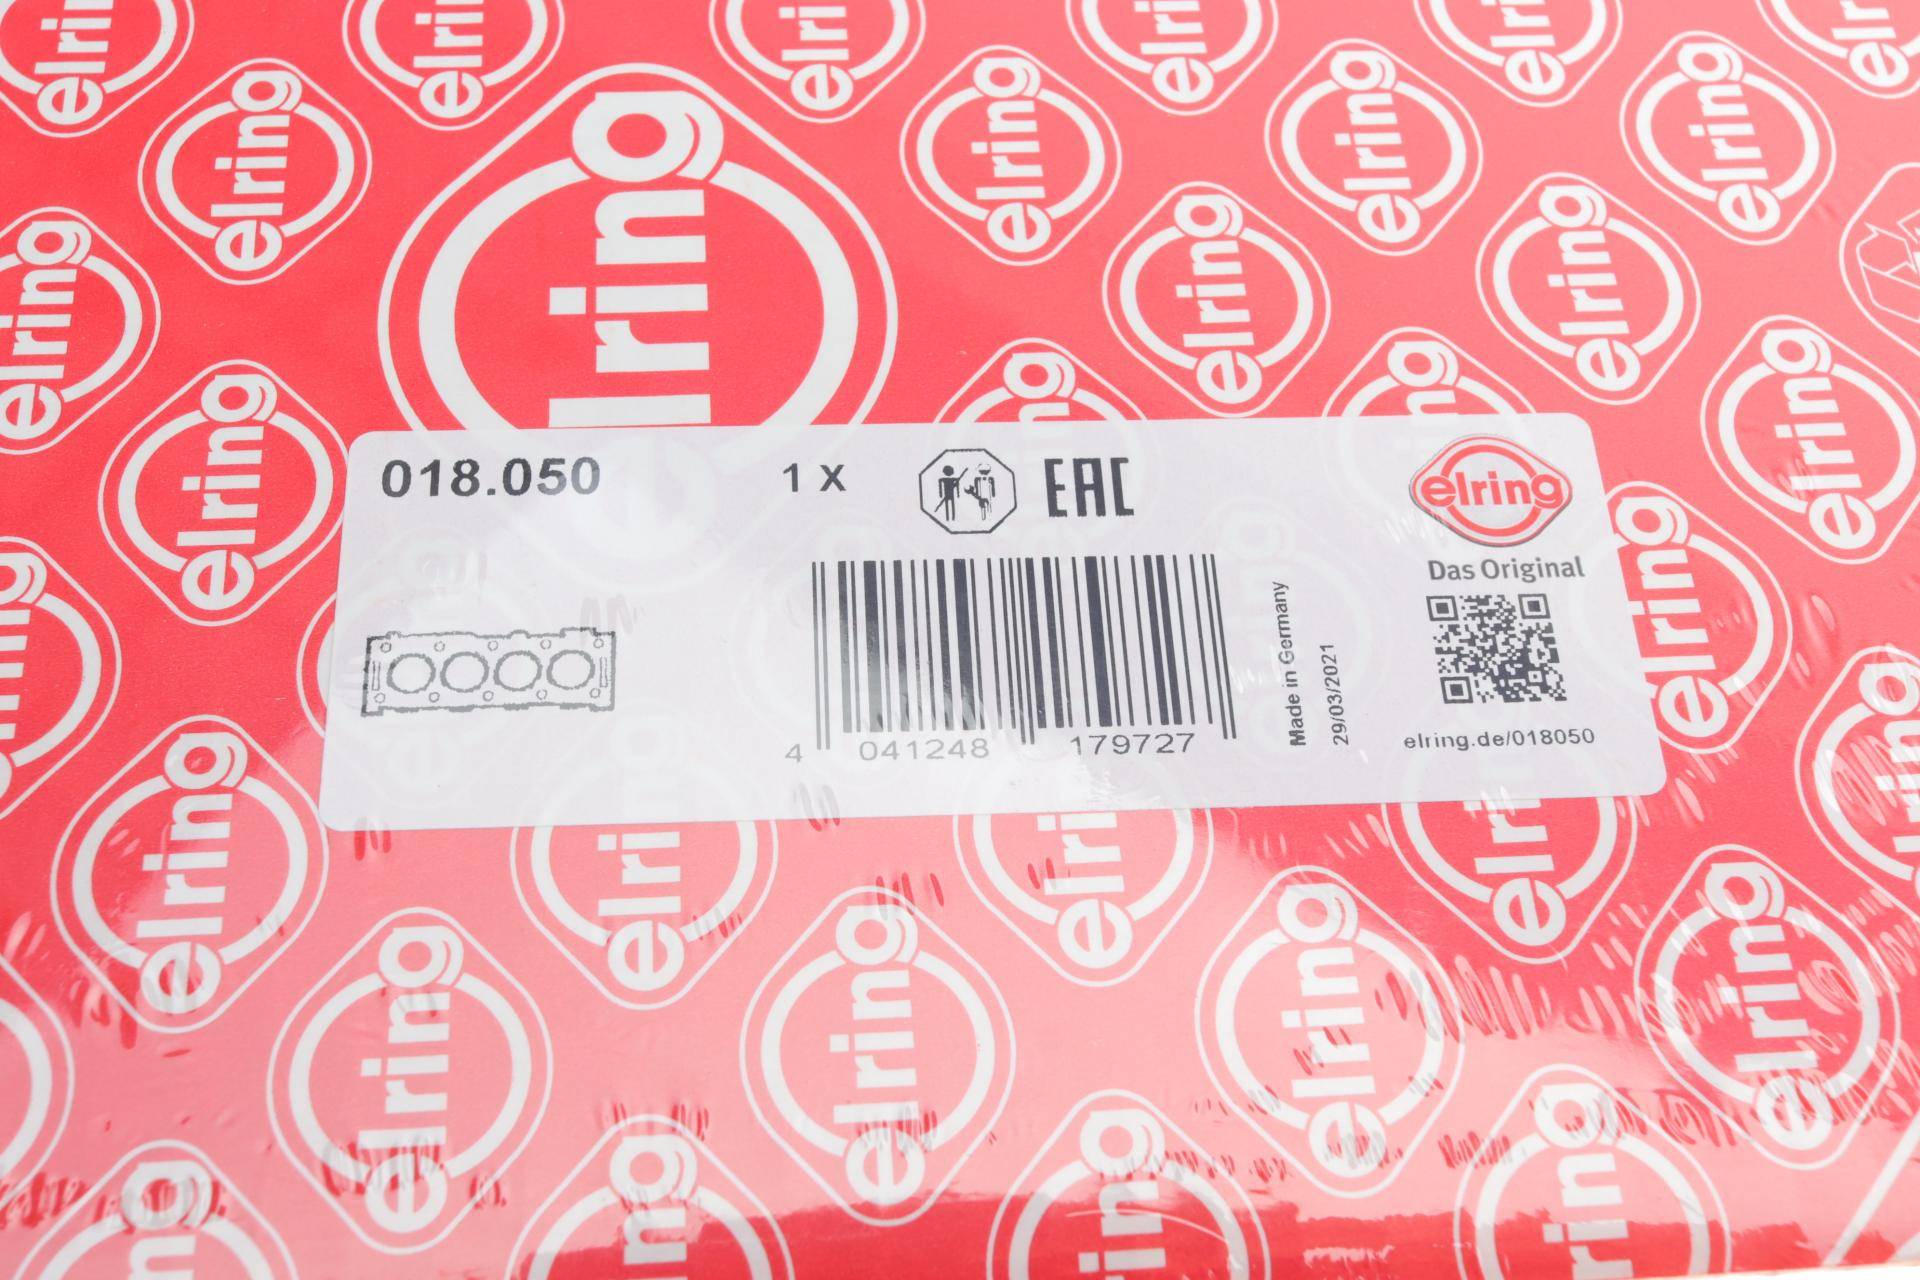 elring
018.050
1 X
EAC
elring
Das Original
4 041248 179727
Made in Germany
29/03/2021
elring.de/018050